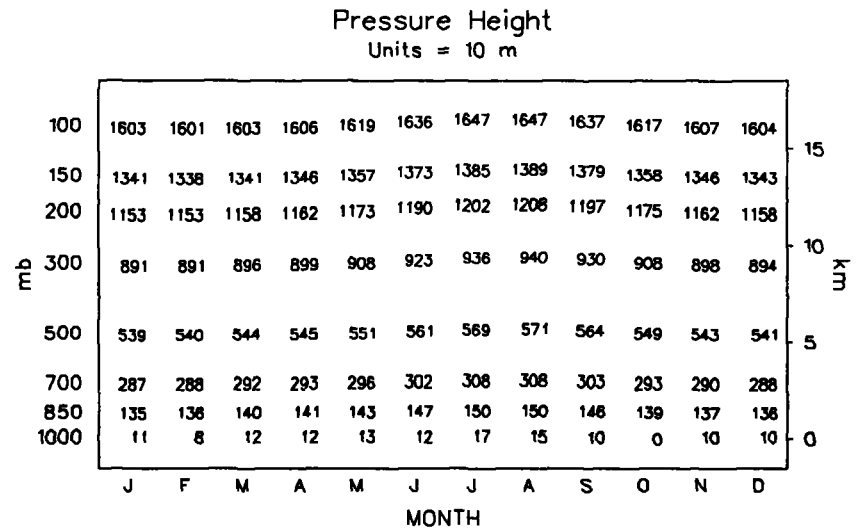 Pressure Height
Units = 10 m
100 1603 1601 1603 1606 1619 1636 1647 1647 1637 1617 1607 1604
15
150 1341 1338 1341 1346 1357 1373 1385 1389 1379 1358 1346 1343
200 1153 1153 1158 1162 1173 1190 1202 1208 1197 1175 1162 1158
10
mb 300 891 891 896 899 908 923 936 940 930 908 898 894 km
500 539 540 544 545 551 561 569 571 564 549 543 541 5
700 287 288 292 293 296 302 308 308 303 293 290 288
850 135 136 140 141 143 147 150 150 146 139 137 136
1000 11 8 12 12 13 12 17 15 10 0 10 10 0
J F M A M J J A S O N D
MONTH